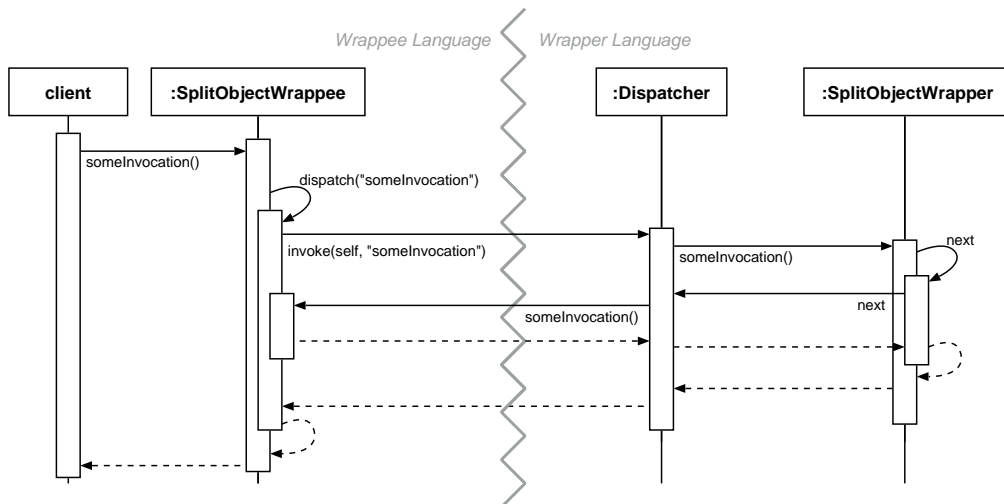 Wrappee Language
Wrapper Language
client
:SplitObjectWrappee
:Dispatcher
:SplitObjectWrapper
someInvocation()
dispatch("someInvocation")
invoke(self, "someInvocation")
someInvocation()
next
next
someInvocation()